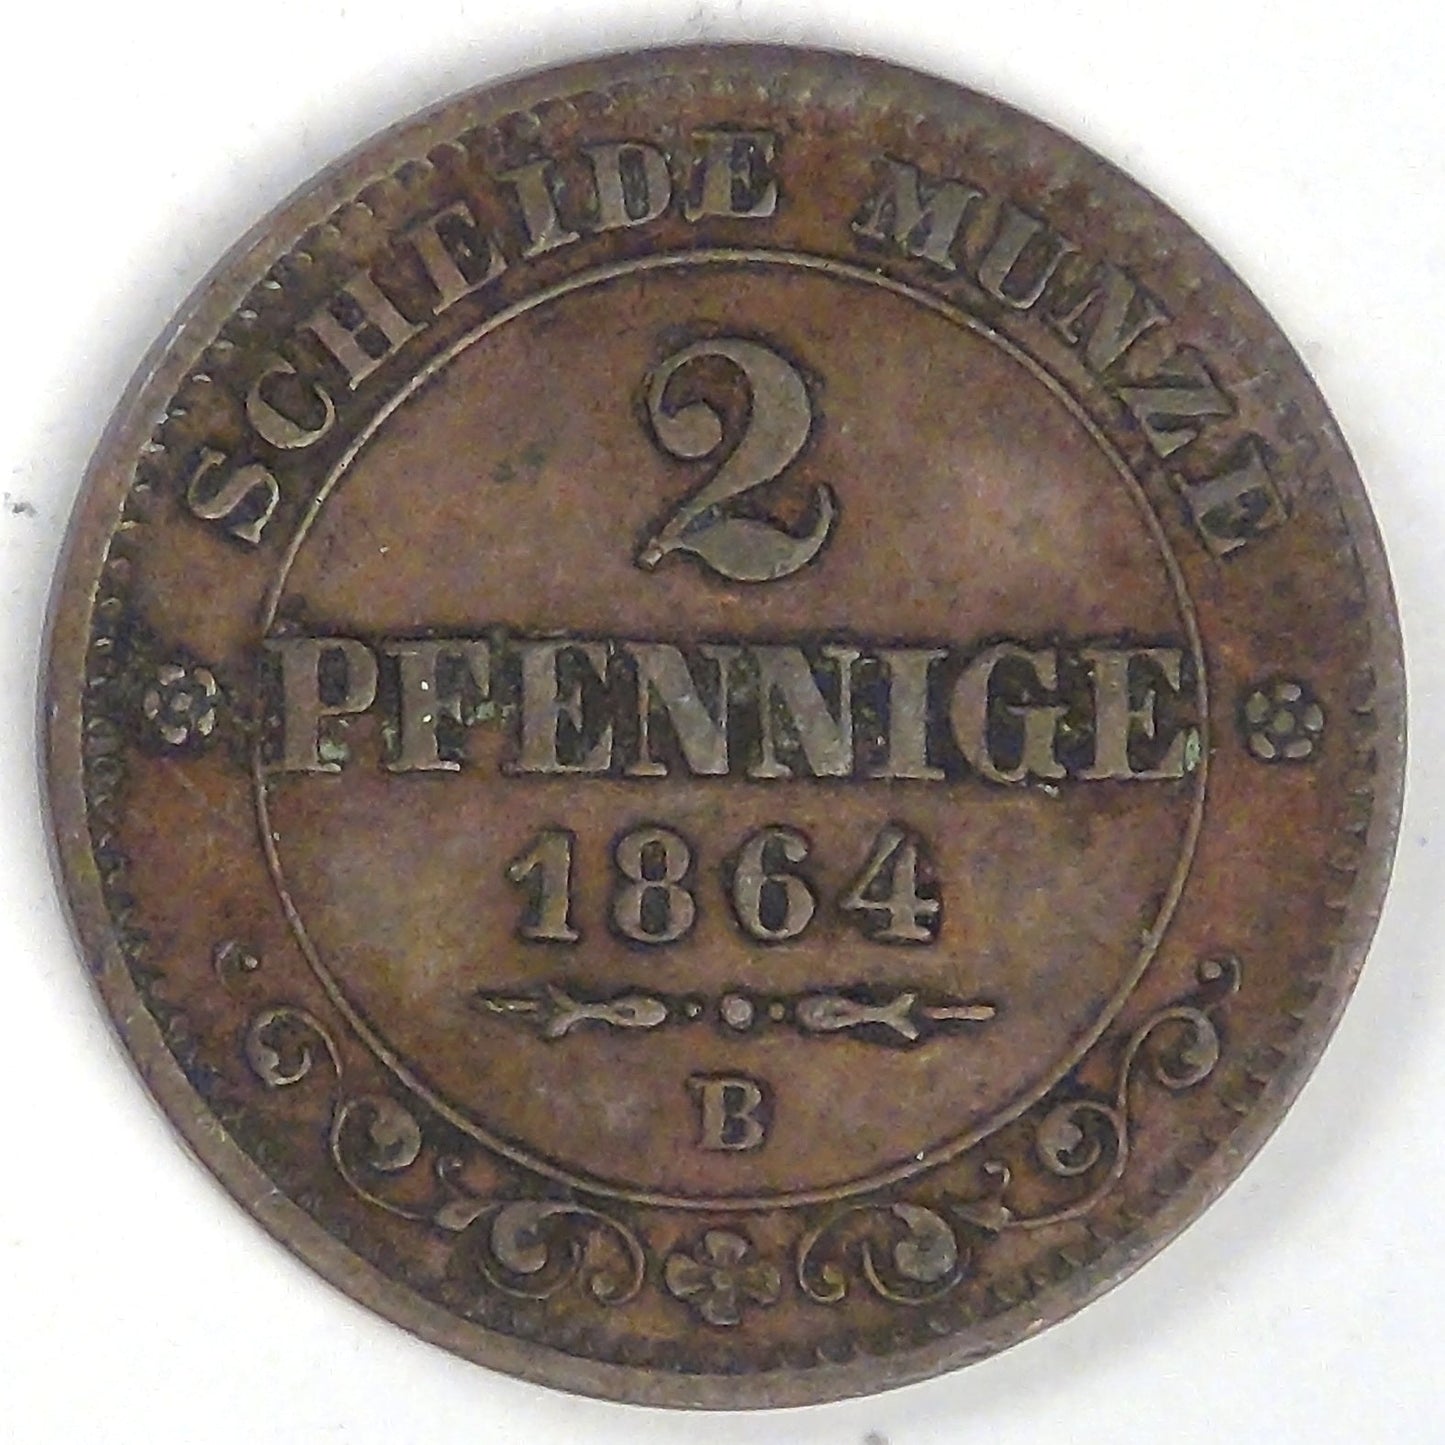 SCHEIDE MUNZE
2
PFENNIGE
1864
B